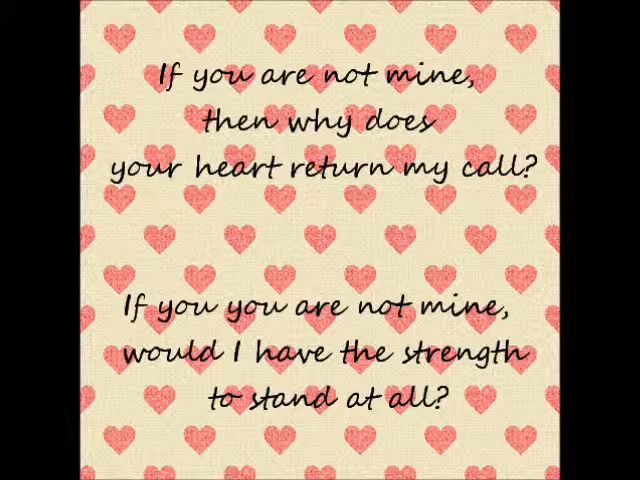 If you are not mine,
then why does
your heart return my call?
If you you are not mine,
would I have the strength
to stand at all?